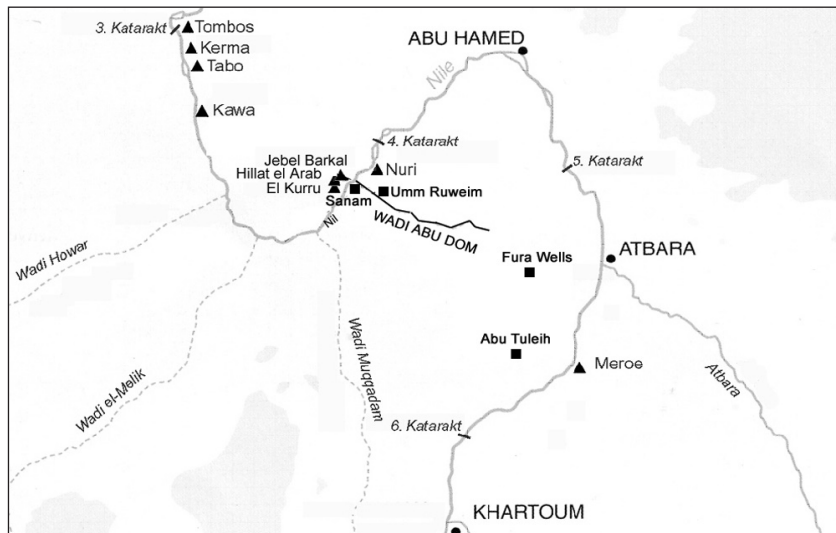 3. Katarakt
Tombos
Kerma
Tabo
Kawa
ABU HAMED
Nile
4. Katarakt
5. Katarakt
Jebel Barkal
Hillat el Arab
El Kurru
Nuri
Sanam
Umm Ruweim
Nil
WADI ABU DOM
Wadi Howar
Fura Wells
ATBARA
Wadi el-Melik
Wadi Muqqadam
Abu Tuleih
Meroe
Atbara
6. Katarakt
KHARTOUM